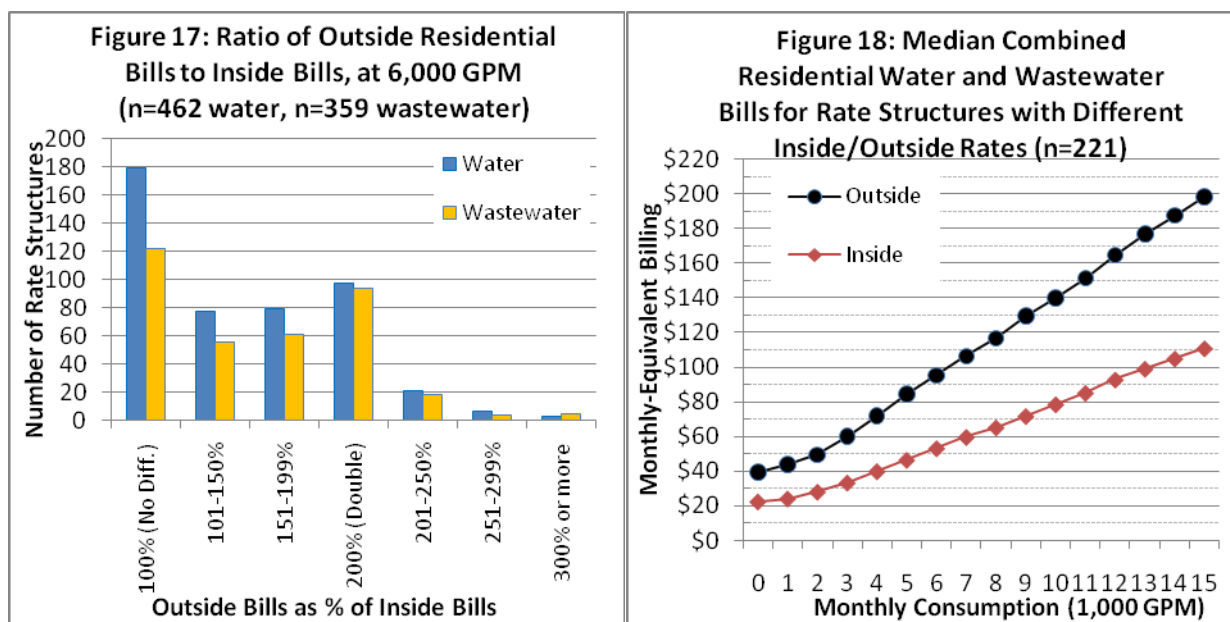 Figure 17: Ratio of Outside Residential
Bills to Inside Bills, at 6,000 GPM
(n=462 water, n=359 wastewater)
Number of Rate Structures
200
180
160
140
120
100
80
60
40
20
0
Water
Wastewater
100% (No Diff.)
101-150%
151-199%
200% (Double)
201-250%
251-299%
300% or more
Outside Bills as % of Inside Bills
Figure 18: Median Combined
Residential Water and Wastewater
Bills for Rate Structures with Different
Inside/Outside Rates (n=221)
Monthly-Equivalent Billing
$220
$200
$180
$160
$140
$120
$100
$80
$60
$40
$20
$0
Outside
Inside
0 1 2 3 4 5 6 7 8 9 10 11 12 13 14 15
Monthly Consumption (1,000 GPM)